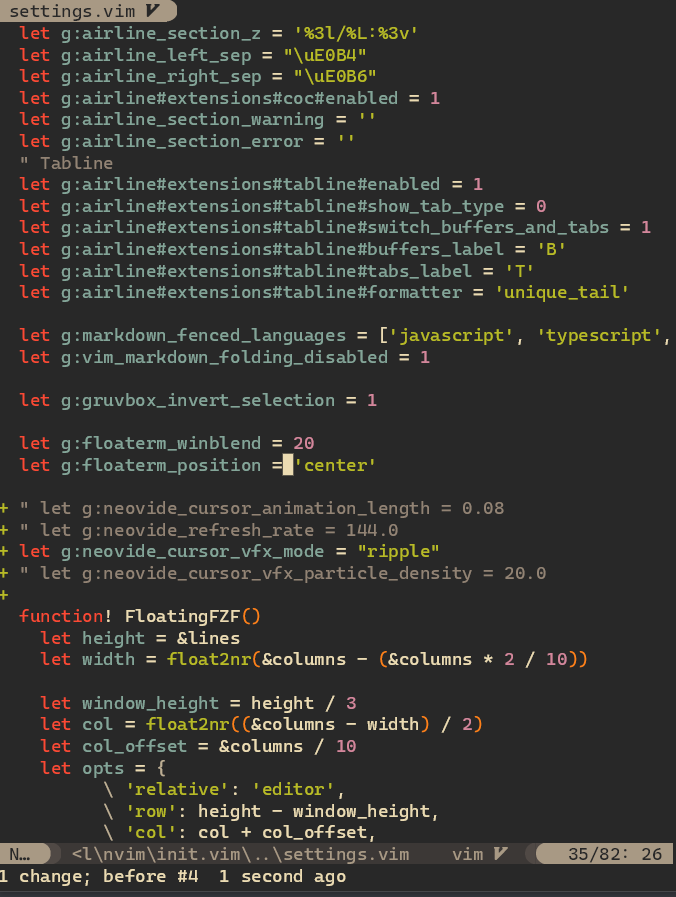 settings.vim
let g:airline_section_z = '%3l/%L:%3v'
let g:airline_left_sep = "\uE0B4"
let g:airline_right_sep = "\uE0B6"
let g:airline#extensions#coc#enabled = 1
let g:airline_section_warning = ''
let g:airline_section_error = ''
" Tabline
let g:airline#extensions#tabline#enabled = 1
let g:airline#extensions#tabline#show_tab_type = 0
let g:airline#extensions#tabline#switch_buffers_and_tabs = 1
let g:airline#extensions#tabline#buffers_label = 'B'
let g:airline#extensions#tabline#tabs_label = 'T'
let g:airline#extensions#tabline#formatter = 'unique_tail'
let g:markdown_fenced_languages = ['javascript', 'typescript',
let g:vim_markdown_folding_disabled = 1
let g:gruvbox_invert_selection = 1
let g:floaterm_winblend = 20
let g:floaterm_position = 'center'
+ " let g:neovide_cursor_animation_length = 0.08
+ " let g:neovide_refresh_rate = 144.0
+ let g:neovide_cursor_vfx_mode = "ripple"
+ " let g:neovide_cursor_vfx_particle_density = 20.0
+
function! FloatingFZF()
let height = &lines
let width = float2nr(&columns - (&columns * 2 / 10))
let window_height = height / 3
let col = float2nr((&columns - width) / 2)
let col_offset = &columns / 10
let opts = {
\ 'relative': 'editor',
\ 'row': height - window_height,
\ 'col': col + col_offset,
N… <l\nvim\init.vim\..\settings.vim vim 35/82: 26
1 change; before #4 1 second ago